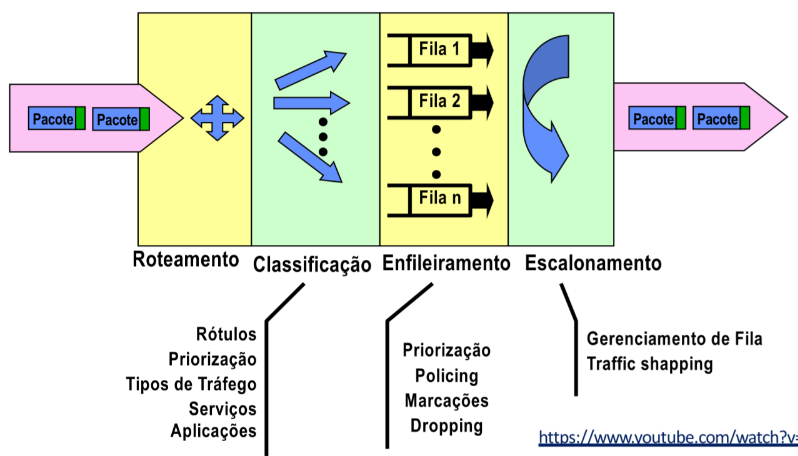 Pacote
Pacote
Fila 1
Fila 2
Fila n
Pacote
Pacote
Roteamento
Classificação
Enfileiramento
Escalonamento
Rótulos
Priorização
Tipos de Tráfego
Serviços
Aplicações
Priorização
Policing
Marcações
Dropping
Gerenciamento de Fila
Traffic shapping
https://www.youtube.com/watch?v=